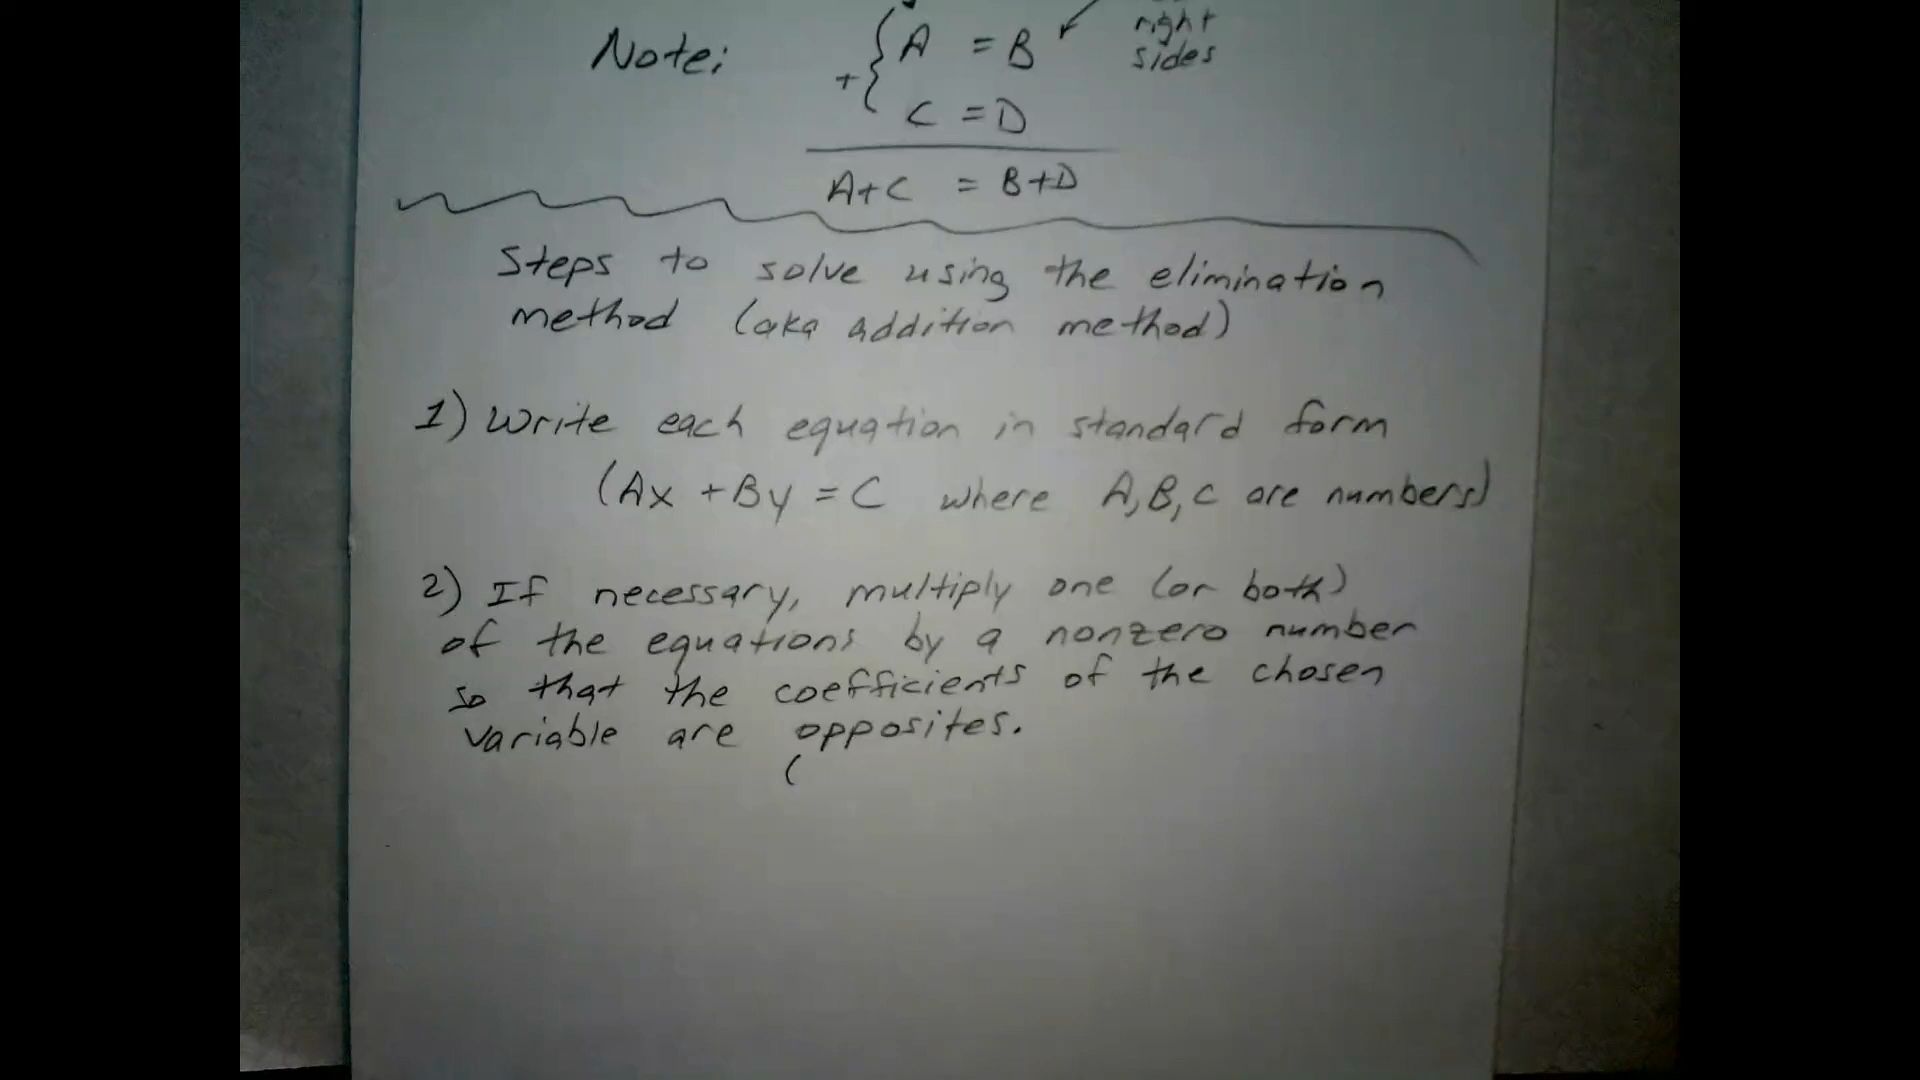 right
Note: { A = B sides
+
C = D
A+C = B+D
Steps to solve using the elimination
method (aka addition method)
1) Write each equation in standard form
(Ax + By = C where A, B, C are numbers)
2) If necessary, multiply one (or both)
of the equations by a nonzero number
so that the coefficients of the chosen
variable are opposites.
(